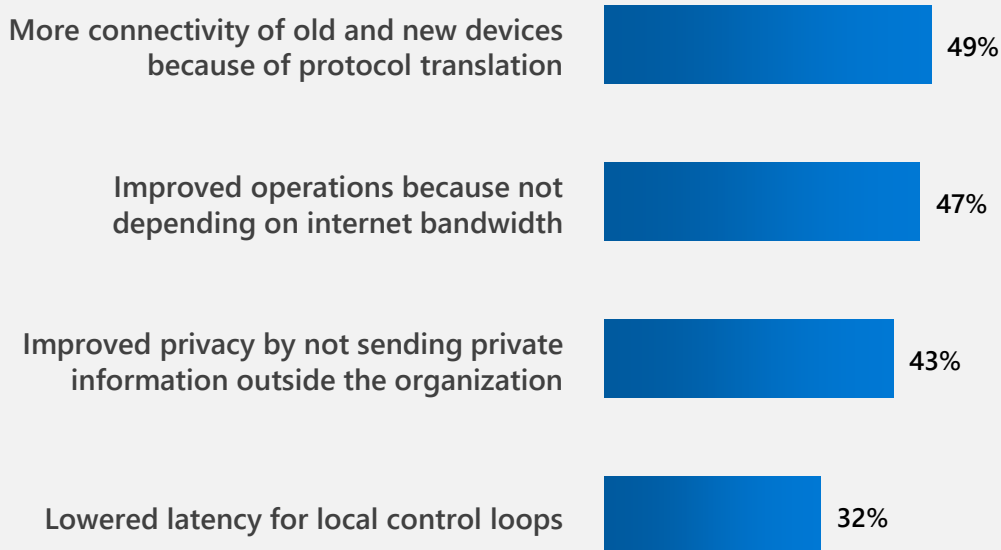 More connectivity of old and new devices
because of protocol translation
49%
Improved operations because not
depending on internet bandwidth
47%
Improved privacy by not sending private
information outside the organization
43%
Lowered latency for local control loops
32%